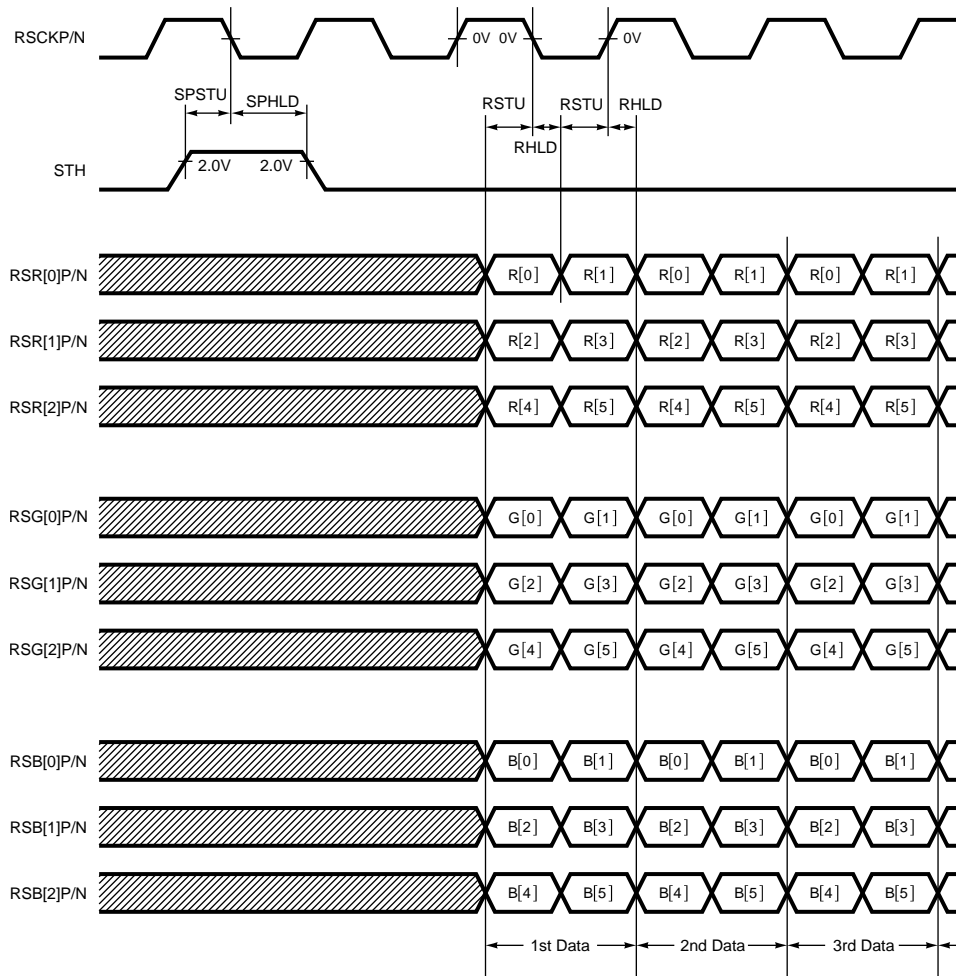 RSCKP/N
0V 0V 0V
SPSTU SPHLD RSTU RSTU RHLD
RHLD
STH 2.0V 2.0V
RSR[0]P/N R[0] R[1] R[0] R[1] R[0] R[1]
RSR[1]P/N R[2] R[3] R[2] R[3] R[2] R[3]
RSR[2]P/N R[4] R[5] R[4] R[5] R[4] R[5]
RSG[0]P/N G[0] G[1] G[0] G[1] G[0] G[1]
RSG[1]P/N G[2] G[3] G[2] G[3] G[2] G[3]
RSG[2]P/N G[4] G[5] G[4] G[5] G[4] G[5]
RSB[0]P/N B[0] B[1] B[0] B[1] B[0] B[1]
RSB[1]P/N B[2] B[3] B[2] B[3] B[2] B[3]
RSB[2]P/N B[4] B[5] B[4] B[5] B[4] B[5]
1st Data 2nd Data 3rd Data